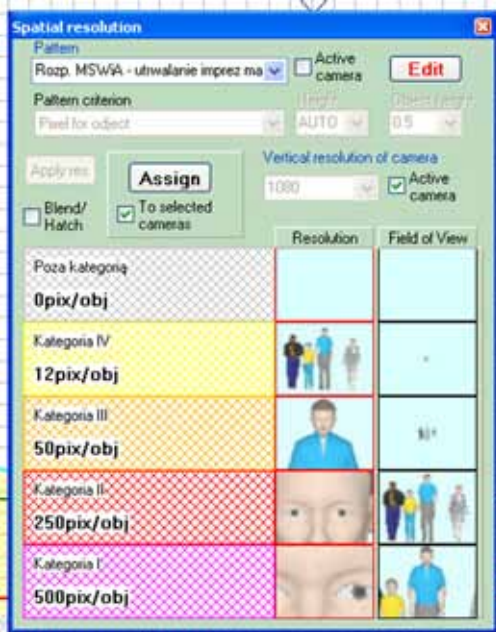 Spatial resolution
Pattern
Rozp. MSWiA - utrwalanie imprez ma
Active camera
Edit
Pattern criterion
Height
Object height
Pixel for odject
AUTO
0.5
Apply res
Assign
Vertical resolution of camera
1080
Active camera
Blend/
Hatch
To selected
cameras
Resolution
Field of View
Poza kategorią
0pix/obj
Kategoria IV
12pix/obj
Kategoria III
50pix/obj
Kategoria II
250pix/obj
Kategoria I
500pix/obj